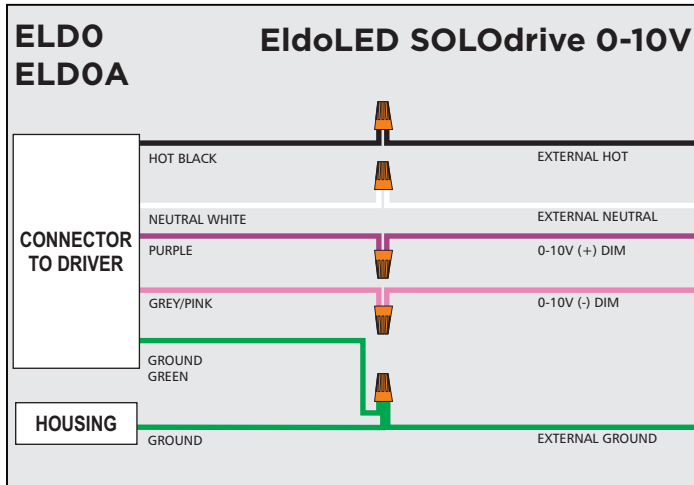 ELD0
ELD0A
EldoLED SOLOdrive 0-10V
HOT BLACK
EXTERNAL HOT
NEUTRAL WHITE
EXTERNAL NEUTRAL
CONNECTOR
TO DRIVER
PURPLE
0-10V (+) DIM
GREY/PINK
0-10V (-) DIM
GROUND
GREEN
HOUSING
GROUND
EXTERNAL GROUND